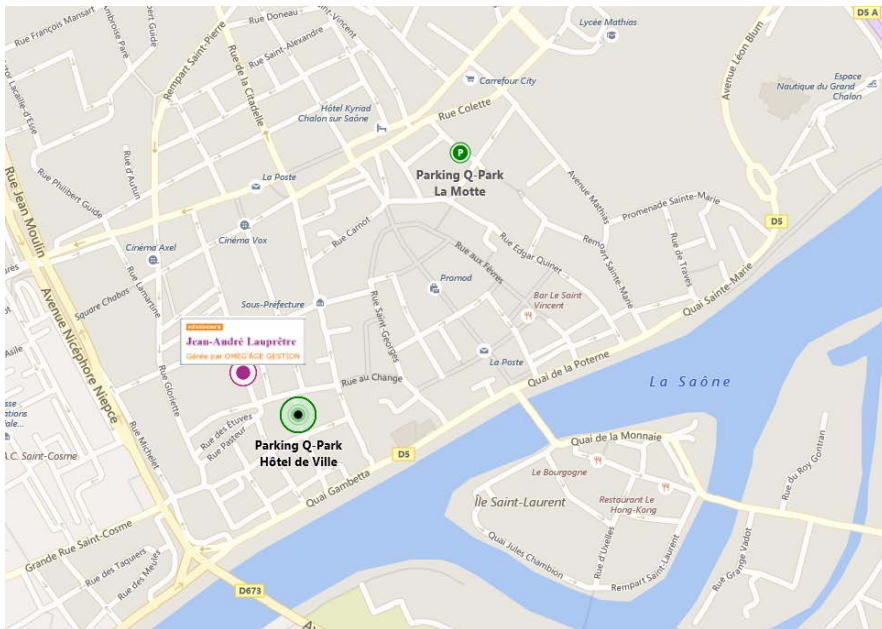 D5 A
Rue François Mansart
Ambroise Paré
Rempart Saint-Pierre
Rue Doneau
Rue Saint-Alexandre
Rue de la Citadelle
Lycée Mathias
Avenue Léon Blum
Espace
Nautique du Grand
Chalon
Carrefour City
Hôtel Kyriad
Chalon sur Saône
Rue Colette
P
Parking Q-Park
La Motte
Rue d'Autun
Rue Philibert Guide
La Poste
Rue Jean Moulin
Avenue Mathias
Promenade Sainte-Marie
D5
Cinéma Vox
Cinéma Axel
Rue Carnot
Rue aux Fèvres
Rue Edgar Quinet
Rempart Sainte-Marie
Rue de Traves
Quai Sainte-Marie
Square Chabas
Rue Lamartine
Sous-Préfecture
Promod
Bar Le Saint
Vincent
Rue Saint-Georges
Avenue Nicéphore Niepce
Jean-André Lauprêtre
Gérée par OMEG'ÂGE GESTION
La Poste
Quai de la Poterne
La Saône
Rue Gloriette
Rue au Change
Rue des Étuves
Rue Pasteur
Parking Q-Park
Hôtel de Ville
Rue Michelet
A.C. Saint-Cosme
D5
Quai Gambetta
Quai de la Monnaie
Le Bourgogne
Île Saint-Laurent
Restaurant Le
Hong-Kong
Rue du Roy Gontran
Grande Rue Saint-Cosme
Quai Jules Chambion
Rue d'Uxelles
Rempart Saint-Laurent
Rue Grange Vadot
Rue des Taquiers
Rue des Meules
D673